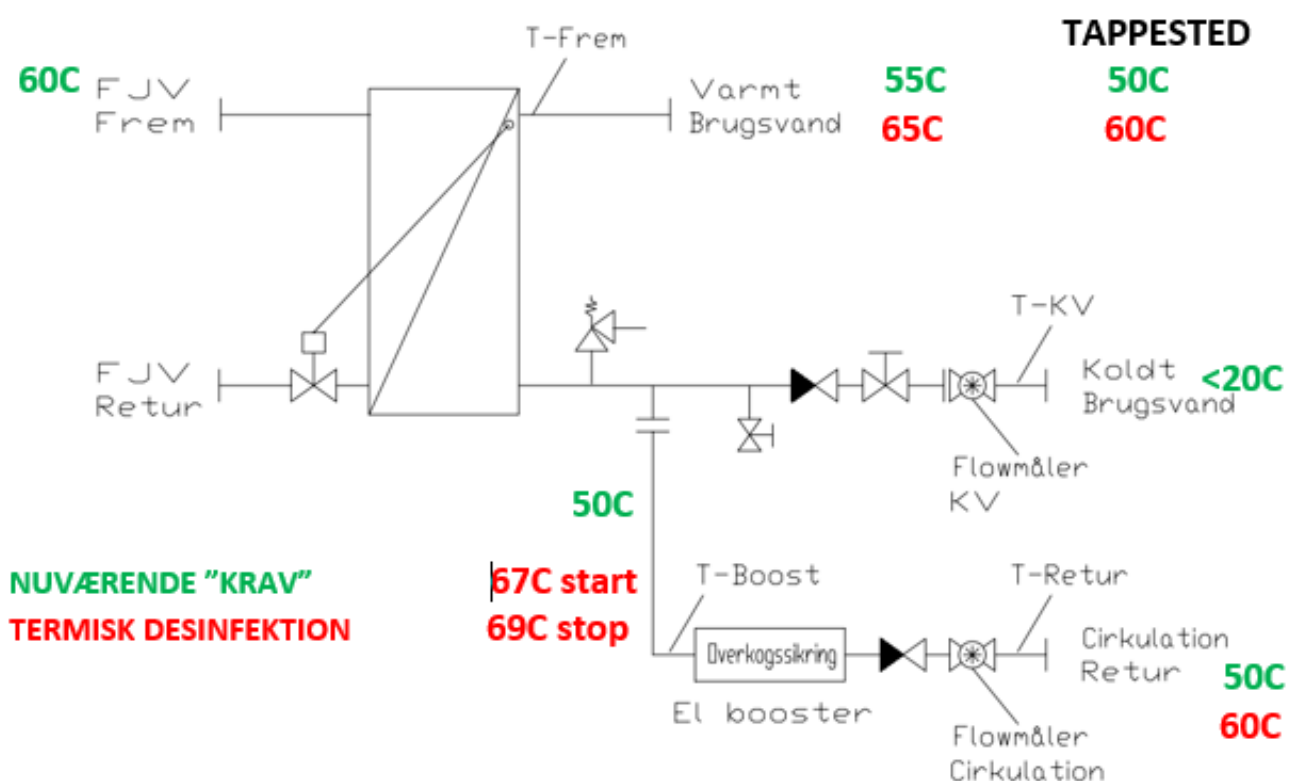 TAPPESTED
T-Frem
60C
FJV
Frem
Varmt
Brugsvand
55C
65C
50C
60C
T-KV
FJV
Retur
Koldt
Brugsvand
<20C
Flowmåler
KV
50C
NUVÆRENDE ”KRAV”
TERMISK DESINFEKTION
67C start
69C stop
T-Boost
T-Retur
Overkogssikring
El booster
Cirkulation
Retur
50C
60C
Flowmåler
Cirkulation